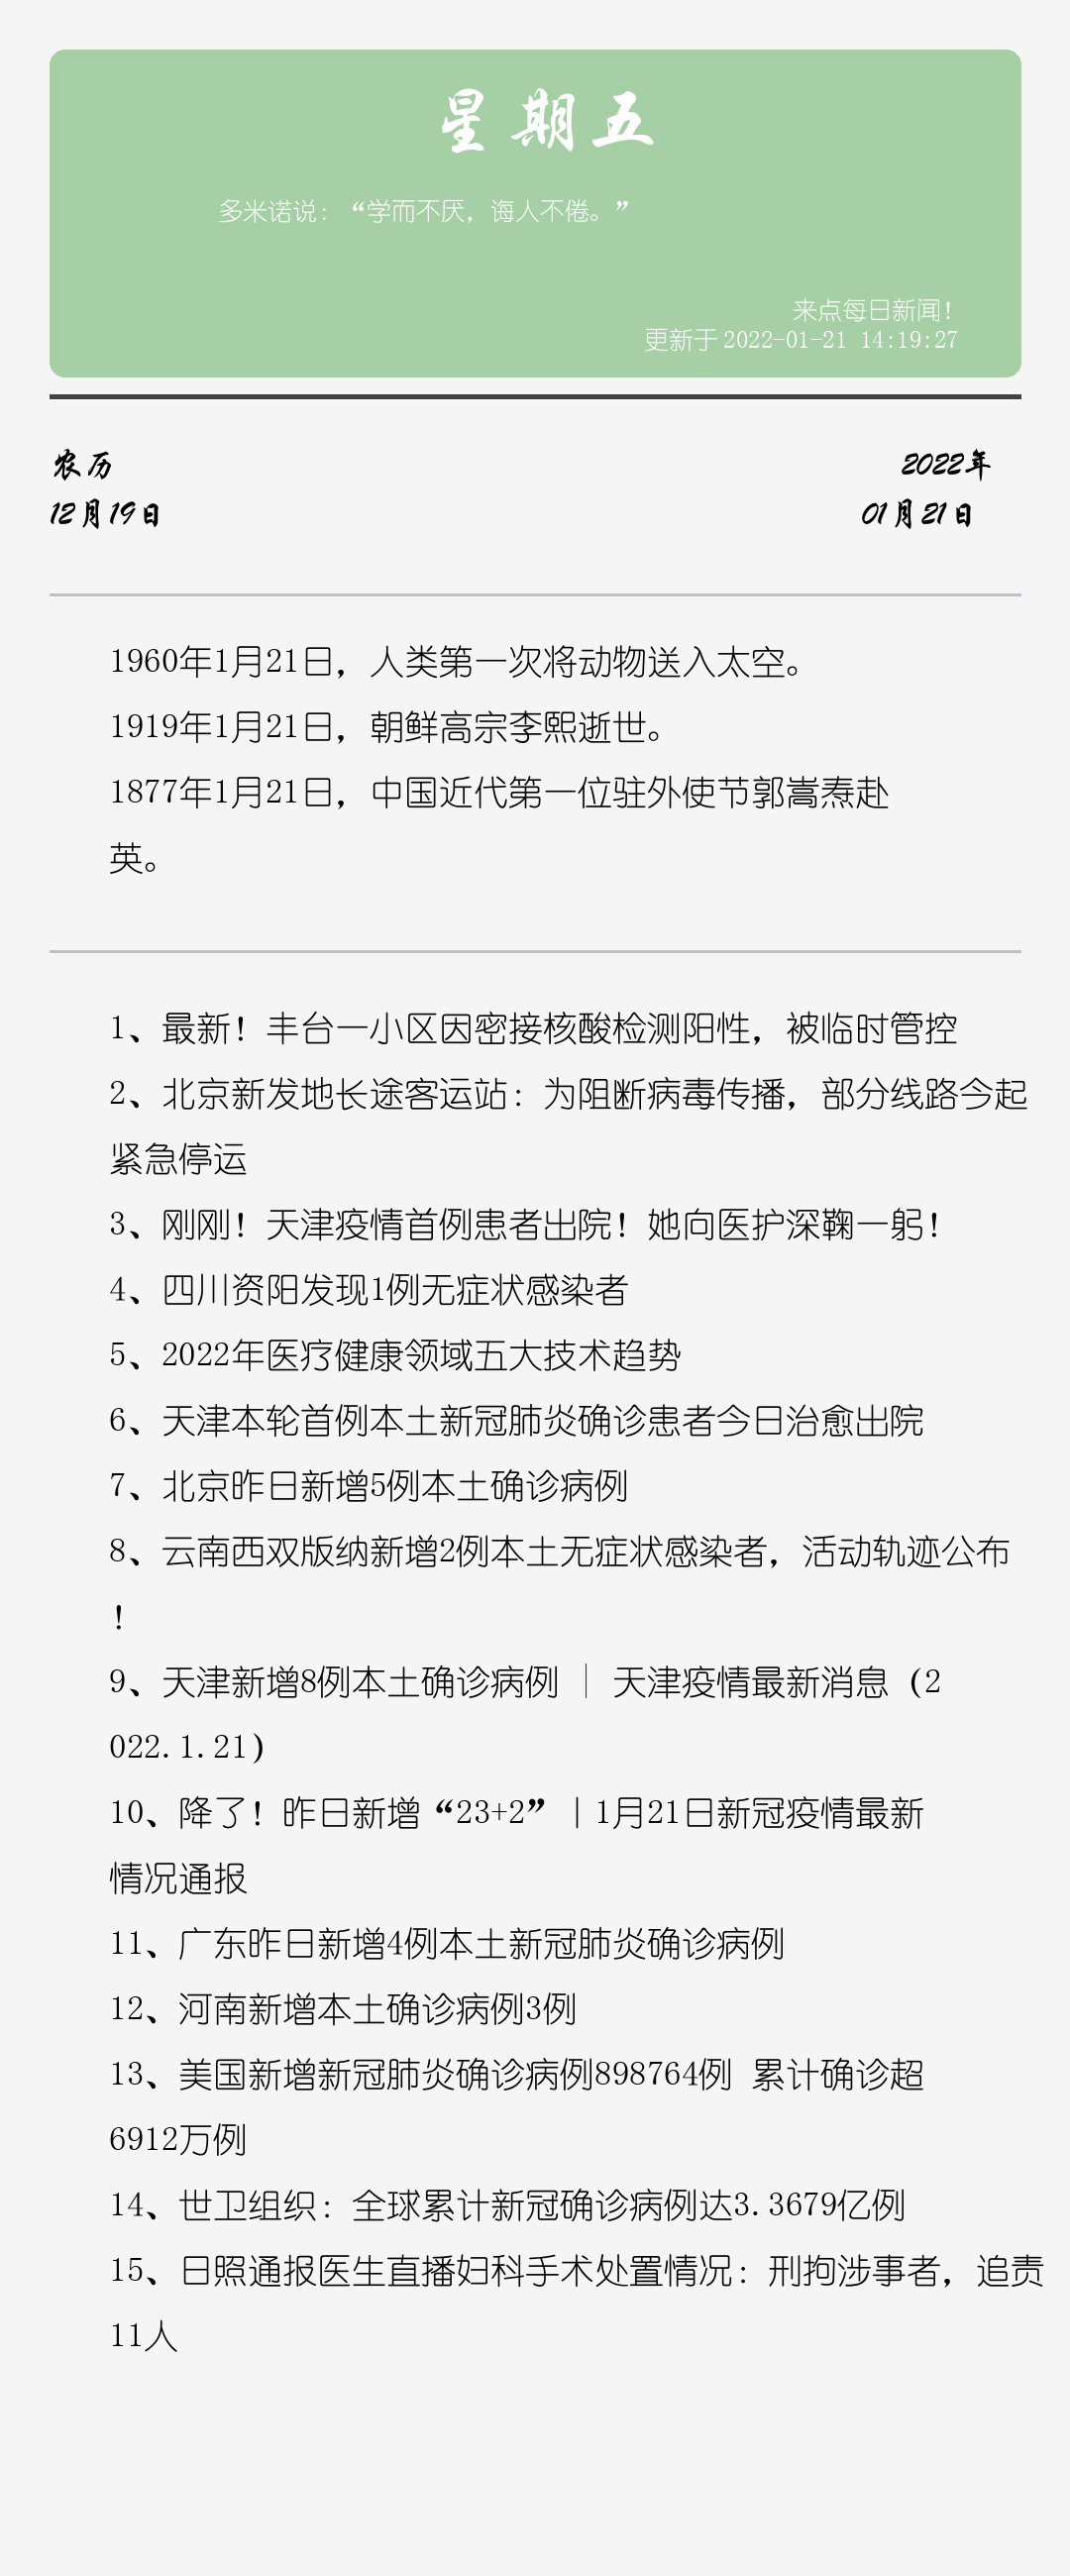 星期五
多米诺说：“学而不厌，诲人不倦。”
来点每日新闻！
更新于 2022-01-21 14:19:27
农历
2022年
12月19日
01月21日
1960年1月21日，人类第一次将动物送入太空。
1919年1月21日，朝鲜高宗李熙逝世。
1877年1月21日，中国近代第一位驻外使节郭嵩焘赴
英。
1、最新！丰台一小区因密接核酸检测阳性，被临时管控
2、北京新发地长途客运站：为阻断病毒传播，部分线路今起
紧急停运
3、刚刚！天津疫情首例患者出院！她向医护深鞠一躬！
4、四川资阳发现1例无症状感染者
5、2022年医疗健康领域五大技术趋势
6、天津本轮首例本土新冠肺炎确诊患者今日治愈出院
7、北京昨日新增5例本土确诊病例
8、云南西双版纳新增2例本土无症状感染者，活动轨迹公布
！
9、天津新增8例本土确诊病例 │ 天津疫情最新消息（2
022.1.21）
10、降了！昨日新增“23+2”｜1月21日新冠疫情最新
情况通报
11、广东昨日新增4例本土新冠肺炎确诊病例
12、河南新增本土确诊病例3例
13、美国新增新冠肺炎确诊病例898764例 累计确诊超
6912万例
14、世卫组织：全球累计新冠确诊病例达3.3679亿例
15、日照通报医生直播妇科手术处置情况：刑拘涉事者，追责
11人